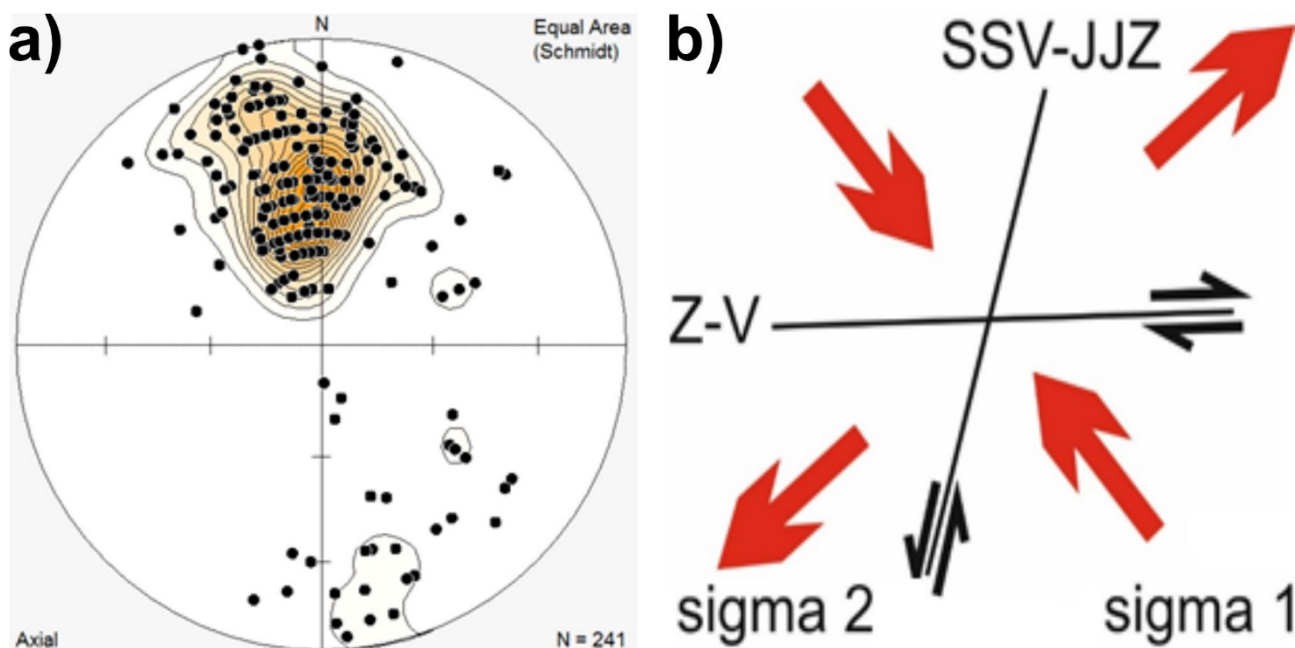 a)
N
Equal Area
(Schmidt)
Axial
N = 241
b)
SSV-JJZ
Z-V
sigma 2
sigma 1